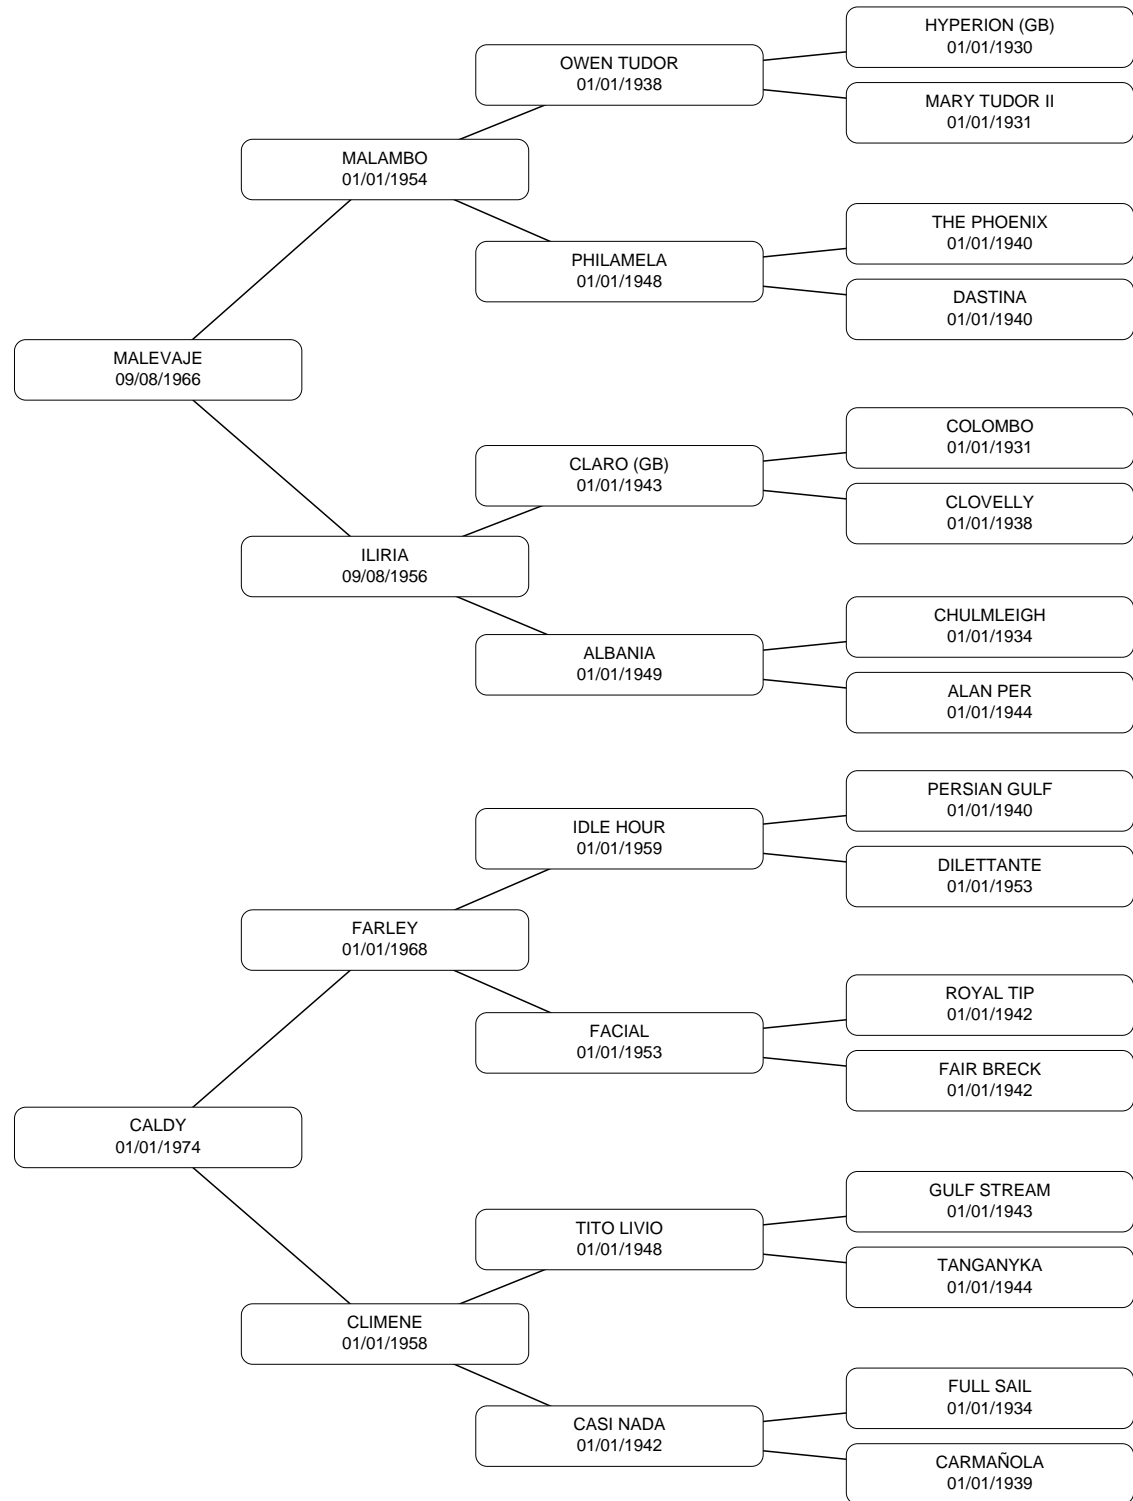 HYPERION (GB)
01/01/1930
OWEN TUDOR
01/01/1938
MARY TUDOR II
01/01/1931
MALAMBO
01/01/1954
THE PHOENIX
01/01/1940
PHILAMELA
01/01/1948
DASTINA
01/01/1940
MALEVAJE
09/08/1966
COLOMBO
01/01/1931
CLARO (GB)
01/01/1943
CLOVELLY
01/01/1938
ILIRIA
09/08/1956
CHULMLEIGH
01/01/1934
ALBANIA
01/01/1949
ALAN PER
01/01/1944
PERSIAN GULF
01/01/1940
IDLE HOUR
01/01/1959
DILETTANTE
01/01/1953
FARLEY
01/01/1968
ROYAL TIP
01/01/1942
FACIAL
01/01/1953
FAIR BRECK
01/01/1942
CALDY
01/01/1974
GULF STREAM
01/01/1943
TITO LIVIO
01/01/1948
TANGANYKA
01/01/1944
CLIMENE
01/01/1958
FULL SAIL
01/01/1934
CASI NADA
01/01/1942
CARMAÑOLA
01/01/1939